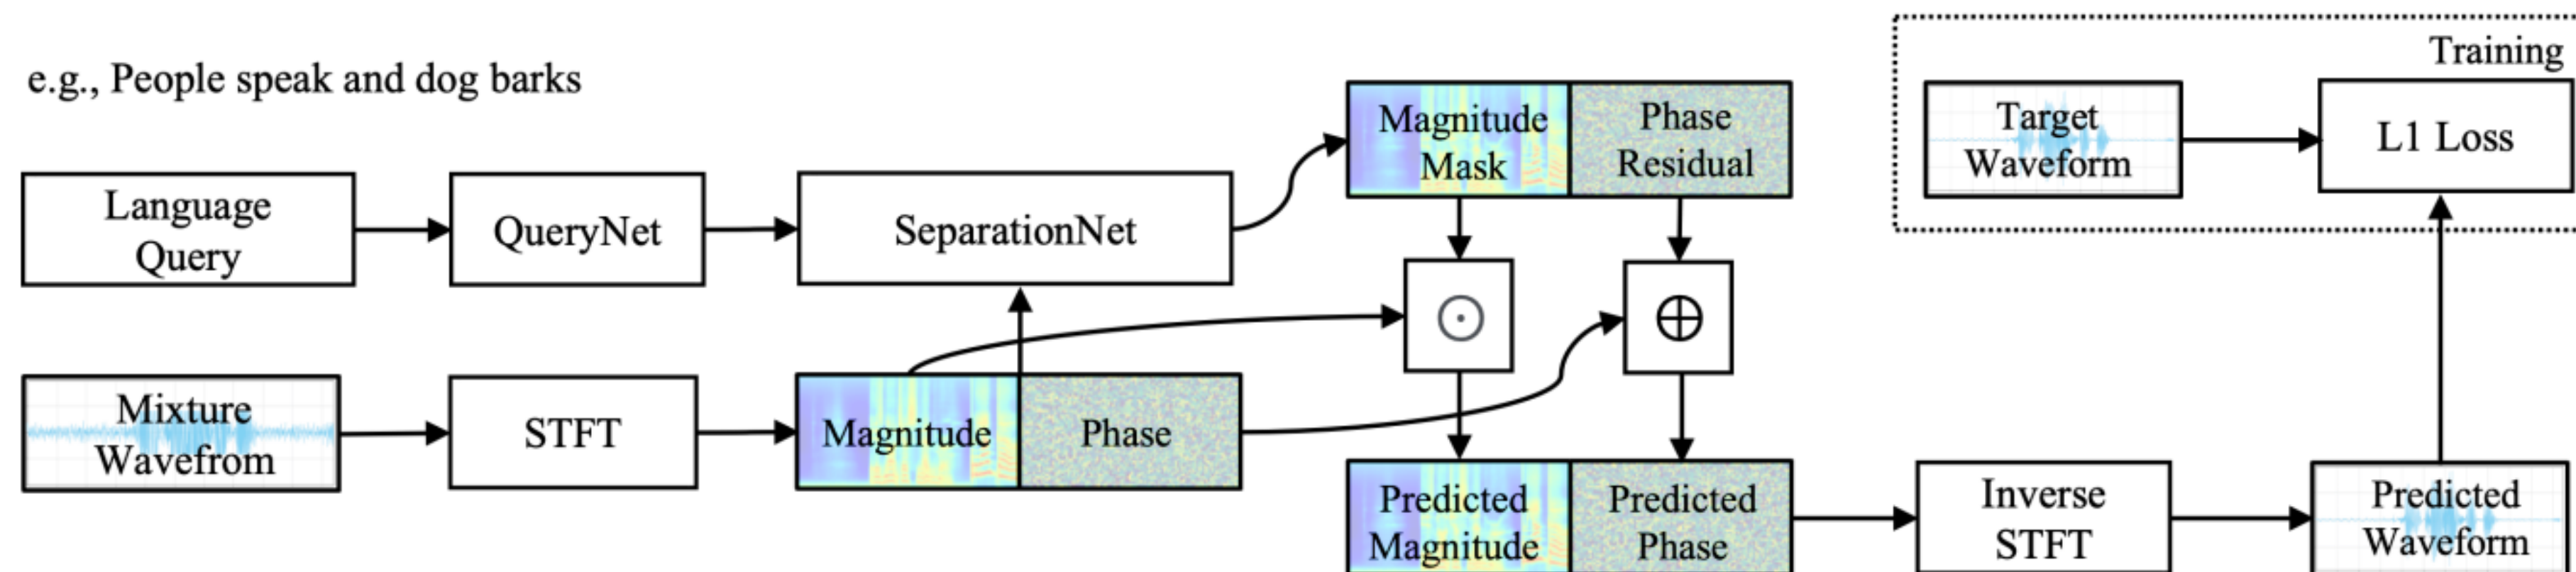 e.g., People speak and dog barks
Language
Query
QueryNet
SeparationNet
Magnitude
Mask
Phase
Residual
Training
Target
Waveform
L1 Loss
⊙
⊕
Mixture
Wavefrom
STFT
Magnitude
Phase
Predicted
Magnitude
Predicted
Phase
Inverse
STFT
Predicted
Waveform